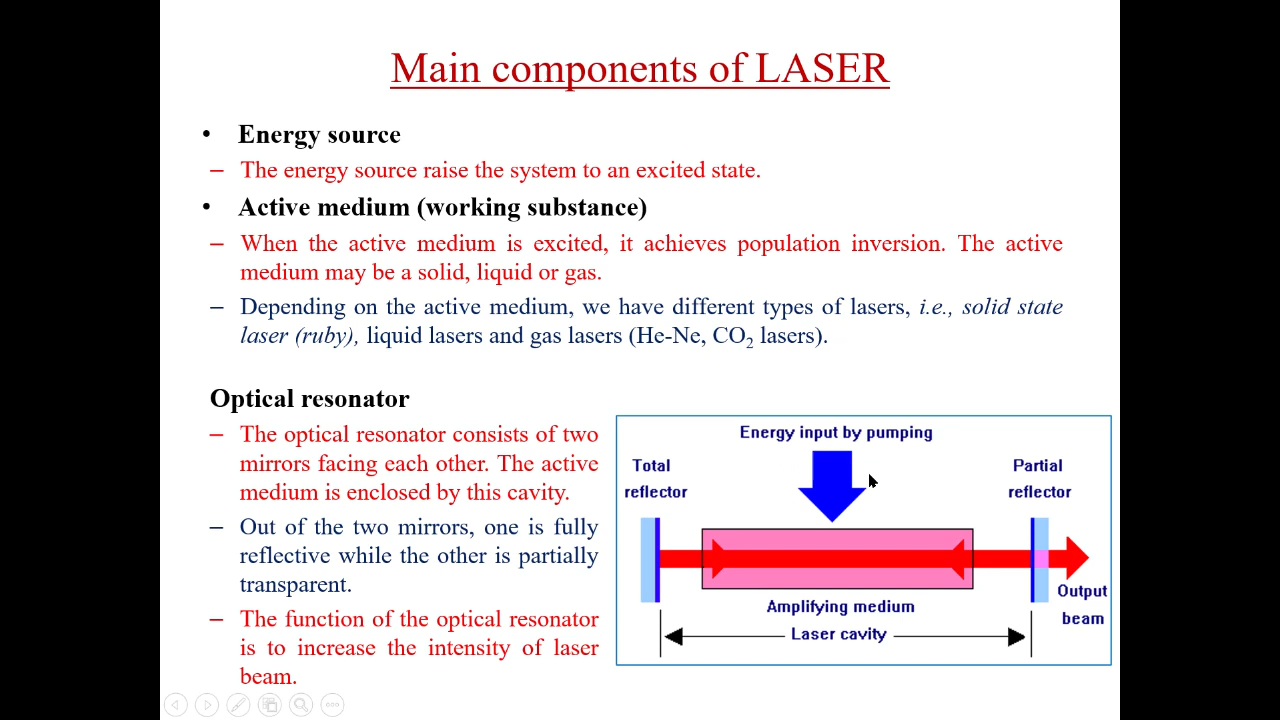 Main components of LASER
• Energy source
– The energy source raise the system to an excited state.
• Active medium (working substance)
– When the active medium is excited, it achieves population inversion. The active
medium may be a solid, liquid or gas.
– Depending on the active medium, we have different types of lasers, i.e., solid state
laser (ruby), liquid lasers and gas lasers (He-Ne, CO₂ lasers).
Optical resonator
– The optical resonator consists of two
mirrors facing each other. The active
medium is enclosed by this cavity.
– Out of the two mirrors, one is fully
reflective while the other is partially
transparent.
– The function of the optical resonator
is to increase the intensity of laser
beam.
Energy input by pumping
Total
reflector
Partial
reflector
Amplifying medium
Laser cavity
Output
beam